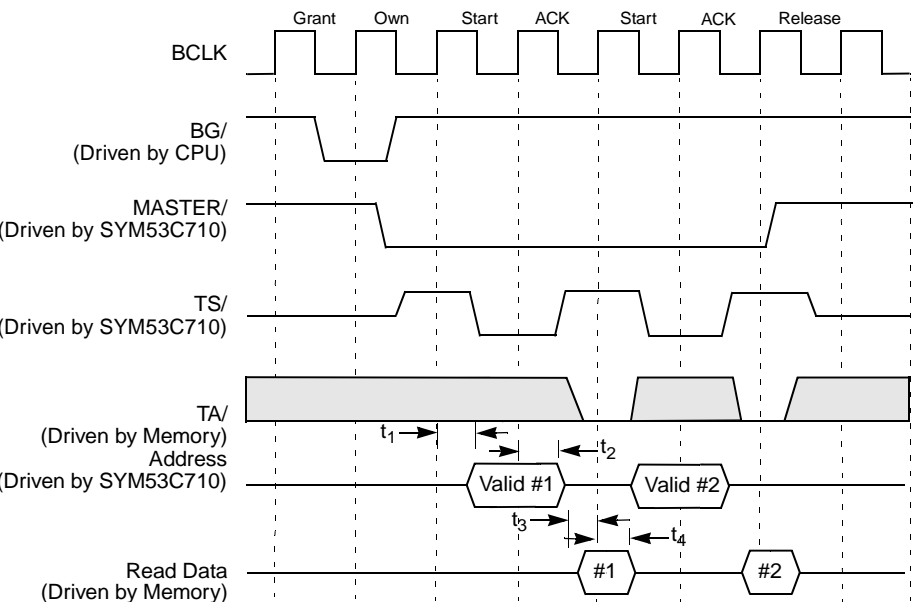 Grant Own Start ACK Start ACK Release
BCLK
BG/
(Driven by CPU)
MASTER/
(Driven by SYM53C710)
TS/
(Driven by SYM53C710)
TA/
(Driven by Memory)
t1
t2
Address
(Driven by SYM53C710)
Valid #1 Valid #2
t3
t4
Read Data
(Driven by Memory)
#1 #2